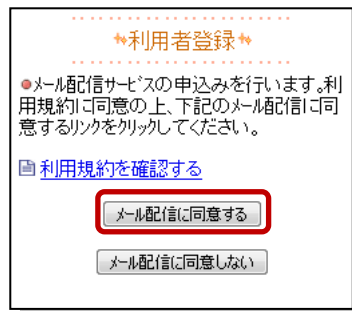 利用者登録
●ﾒｰﾙ配信ｻｰﾋﾞｽの申込みを行います。利
用規約に同意の上、下記のﾒｰﾙ配信に同
意するﾘﾝｸをｸﾘｯｸしてください。
利用規約を確認する
ﾒｰﾙ配信に同意する
ﾒｰﾙ配信に同意しない